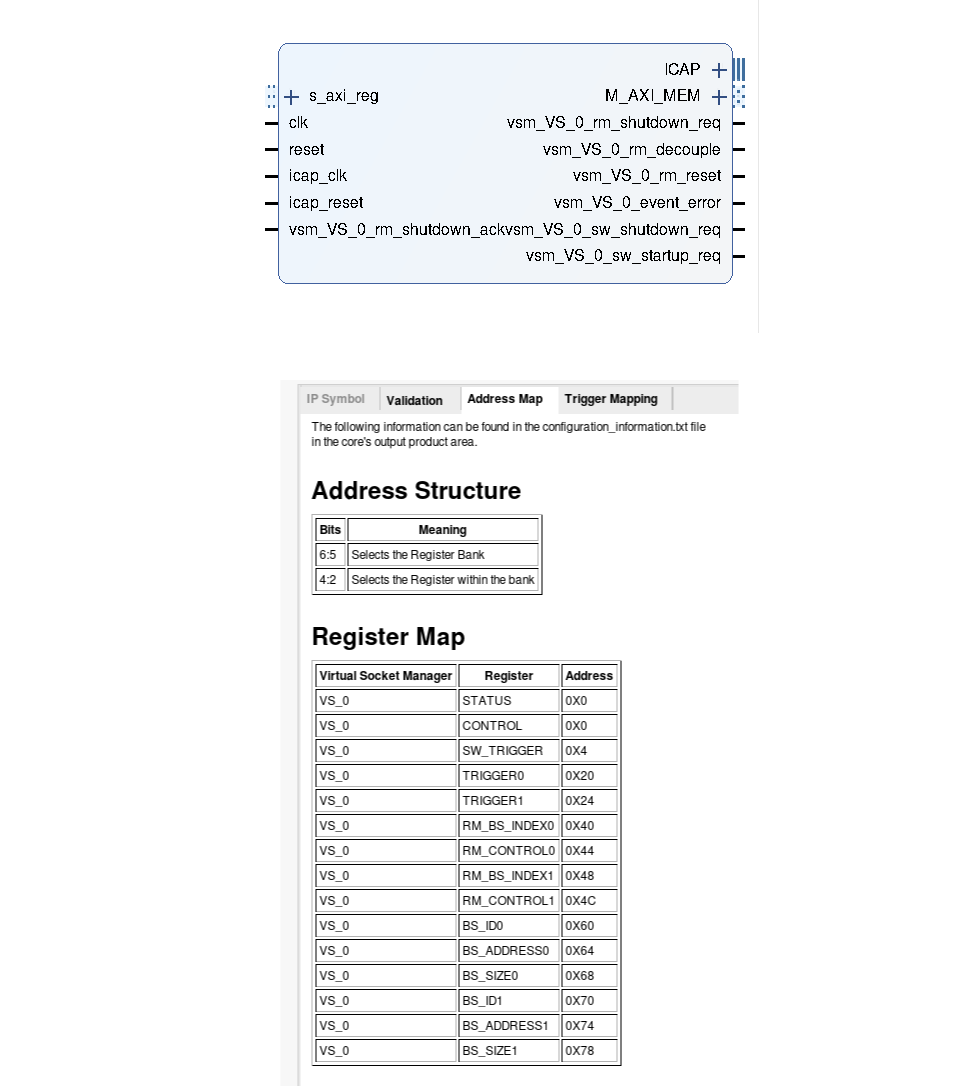 ICAP
s_axi_reg M_AXI_MEM
clk vsm_VS_0_rm_shutdown_req
reset vsm_VS_0_rm_decouple
icap_clk vsm_VS_0_rm_reset
icap_reset vsm_VS_0_event_error
vsm_VS_0_rm_shutdown_ack vsm_VS_0_sw_shutdown_req
vsm_VS_0_sw_startup_req
IP Symbol Validation Address Map Trigger Mapping
The following information can be found in the configuration_information.txt file
in the core's output product area.
Address Structure
Bits Meaning
6:5 Selects the Register Bank
4:2 Selects the Register within the bank
Register Map
Virtual Socket Manager Register Address
VS_0 STATUS 0X0
VS_0 CONTROL 0X0
VS_0 SW_TRIGGER 0X4
VS_0 TRIGGER0 0X20
VS_0 TRIGGER1 0X24
VS_0 RM_BS_INDEX0 0X40
VS_0 RM_CONTROL0 0X44
VS_0 RM_BS_INDEX1 0X48
VS_0 RM_CONTROL1 0X4C
VS_0 BS_ID0 0X60
VS_0 BS_ADDRESS0 0X64
VS_0 BS_SIZE0 0X68
VS_0 BS_ID1 0X70
VS_0 BS_ADDRESS1 0X74
VS_0 BS_SIZE1 0X78